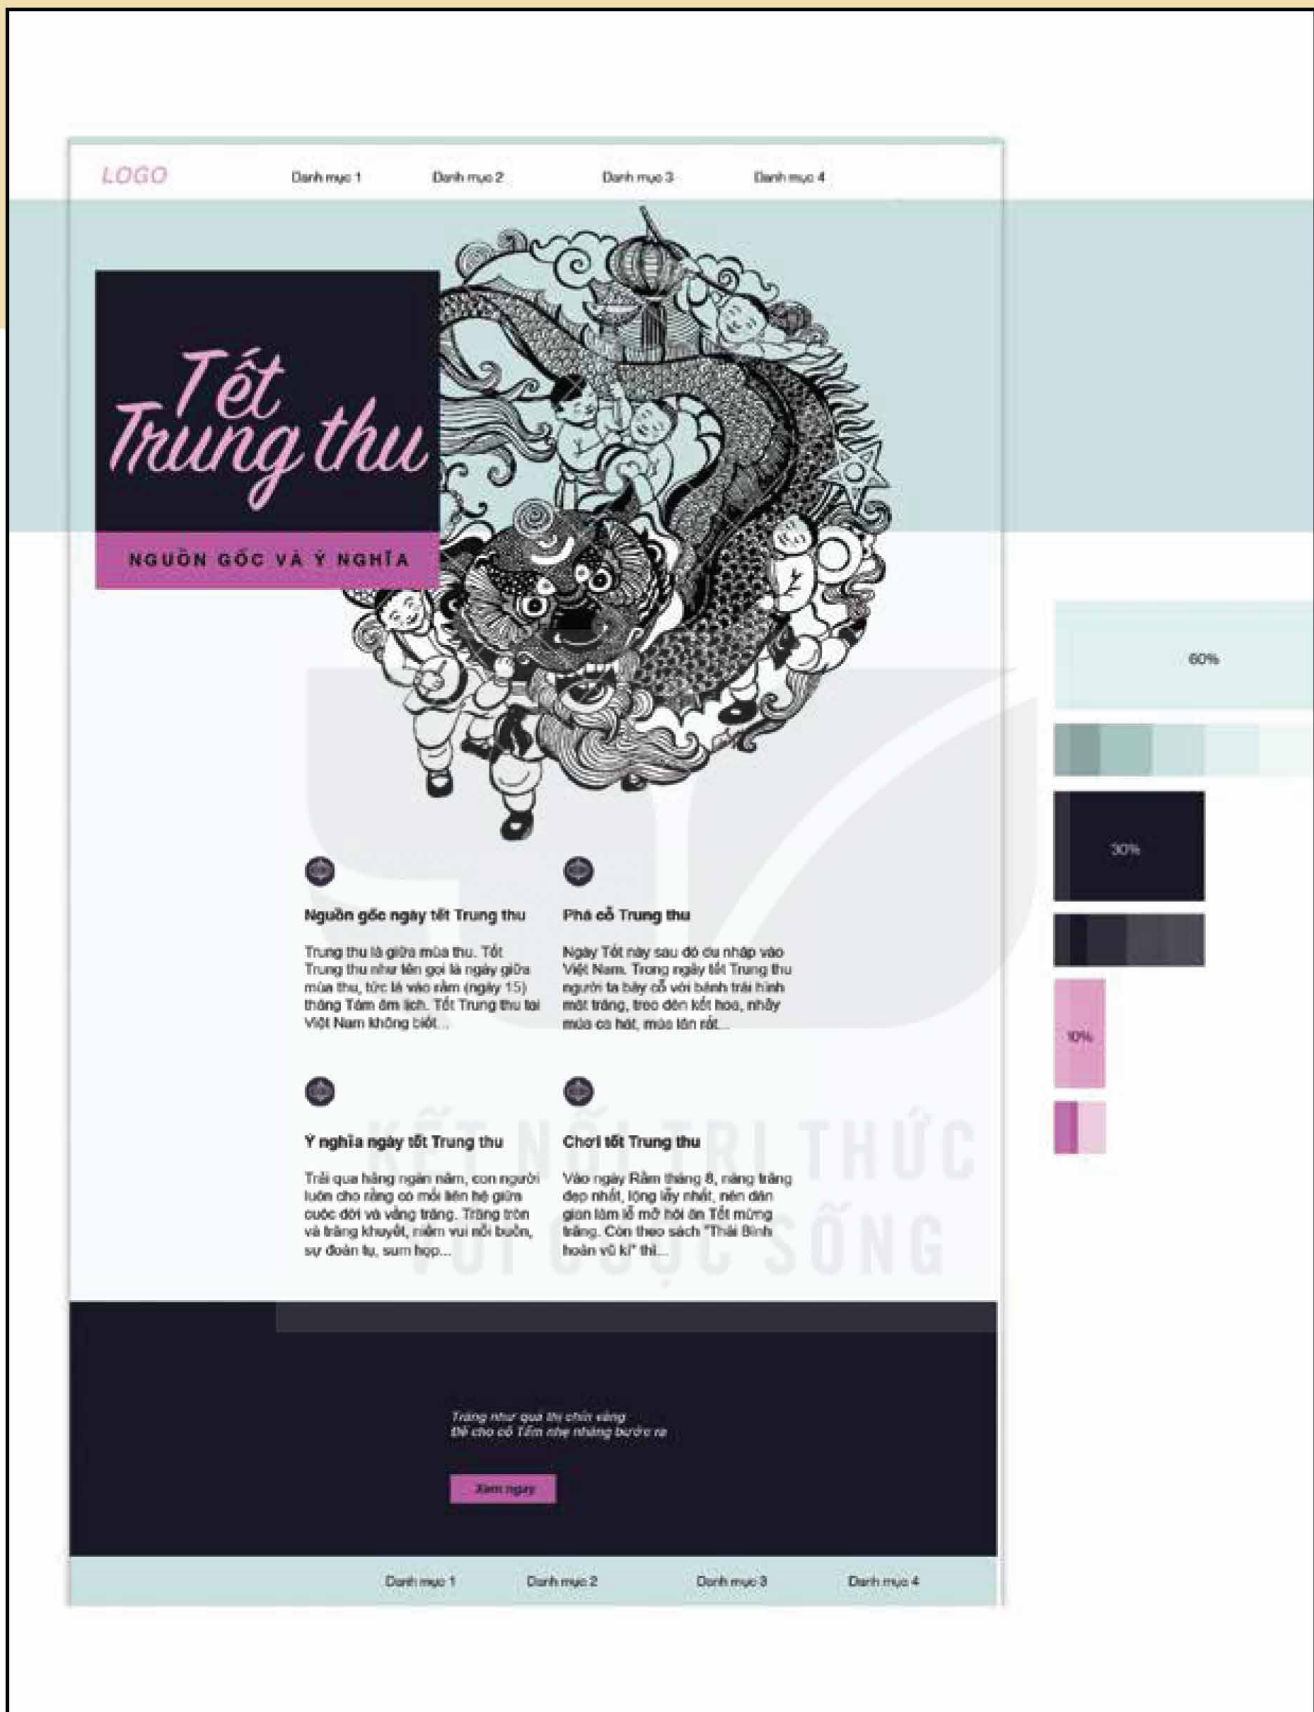 LOGO
Danh mục 1
Danh mục 2
Danh mục 3
Danh mục 4
Tết
Trung thu
NGUỒN GỐC VÀ Ý NGHĨA
60%
30%
10%
Nguồn gốc ngày tết Trung thu
Trung thu là giữa mùa thu. Tết
Trung thu như tên gọi là ngày giữa
mùa thu, tức là vào rằm (ngày 15)
tháng Tám âm lịch. Tết Trung thu tại
Việt Nam không biết...
Phá cỗ Trung thu
Ngày Tết này sau đó du nhập vào
Việt Nam. Trong ngày tết Trung thu
người ta bày cỗ với bánh trái hình
mặt trăng, treo đèn kết hoa, nhảy
múa ca hát, múa lân rất...
Ý nghĩa ngày tết Trung thu
Trải qua hàng ngàn năm, con người
luôn cho rằng có mối liên hệ giữa
cuộc đời và vầng trăng. Trăng tròn
và trăng khuyết, niềm vui nỗi buồn,
sự đoàn tụ, sum họp...
Chơi tết Trung thu
Vào ngày Rằm tháng 8, nàng trăng
đẹp nhất, lộng lẫy nhất, nên dân
gian làm lễ mở hội ăn Tết mừng
trăng. Còn theo sách "Thái Bình
hoàn vũ kí" thì...
KẾT NỐI TRI THỨC
VỚI CUỘC SỐNG
Trăng như quả thị chín vàng
Để cho cô Tấm nhẹ nhàng bước ra
Xem ngay
Danh mục 1
Danh mục 2
Danh mục 3
Danh mục 4